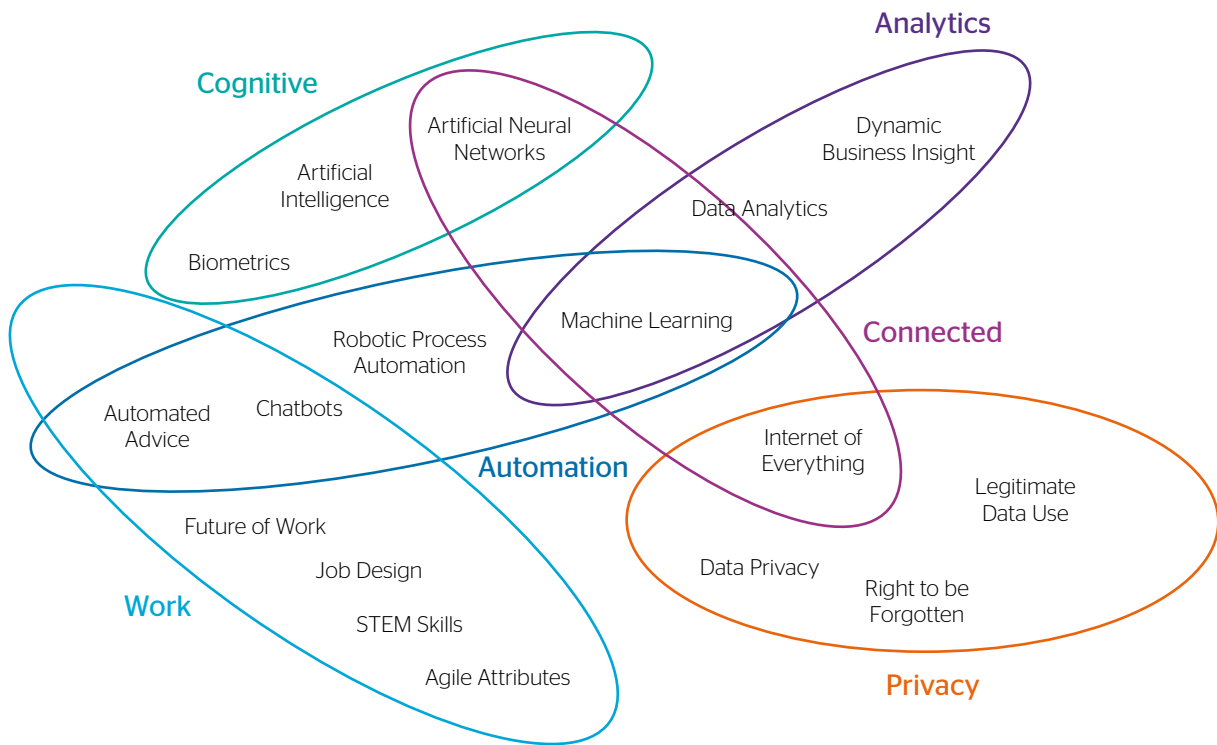 Analytics
Cognitive
Artificial Neural
Networks
Dynamic
Business Insight
Artificial
Intelligence
Data Analytics
Biometrics
Machine Learning
Connected
Robotic Process
Automation
Automated
Advice
Chatbots
Automation
Internet of
Everything
Legitimate
Data Use
Future of Work
Job Design
Data Privacy
Right to be
Forgotten
Work
STEM Skills
Agile Attributes
Privacy